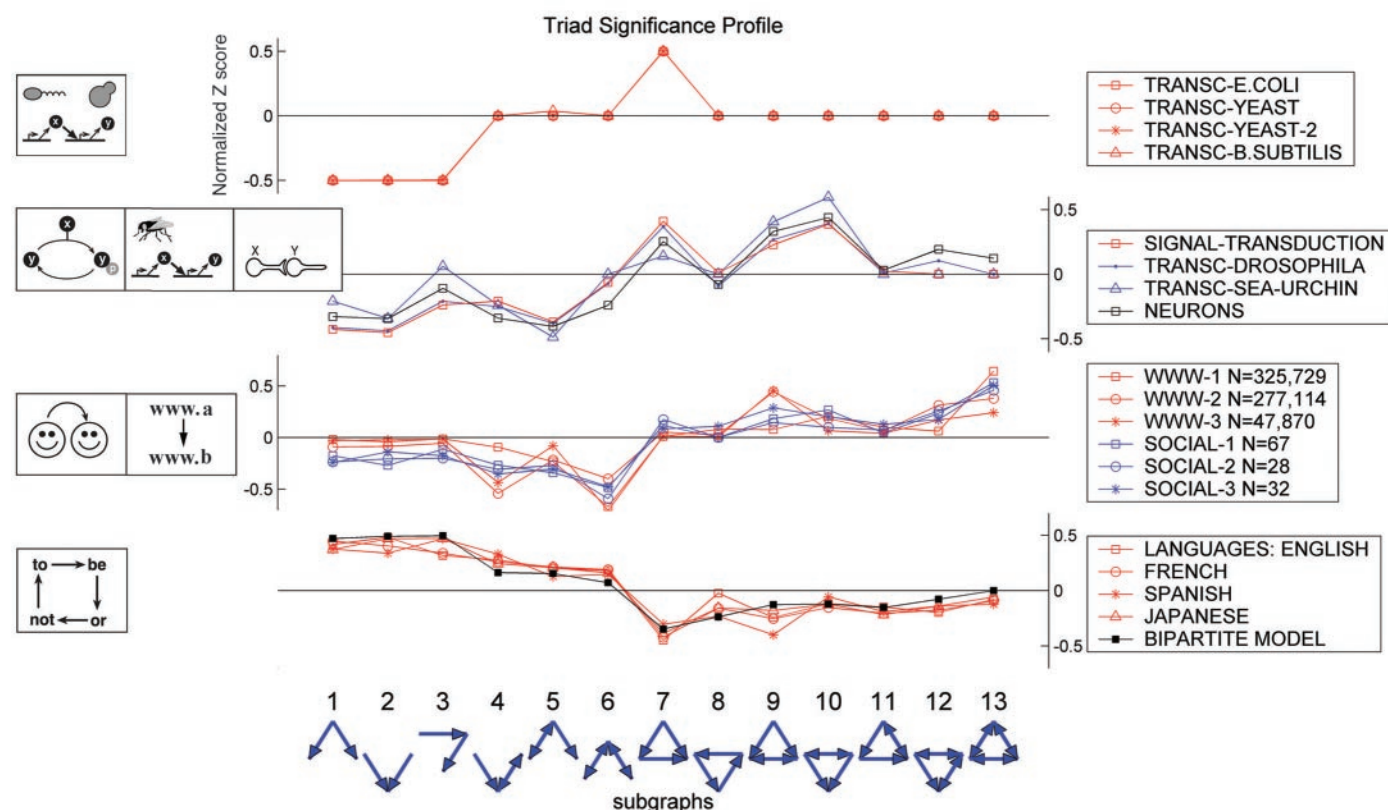 Triad Significance Profile
Normalized Z score
0.5
0
-0.5
x
y
TRANSC-E.COLI
TRANSC-YEAST
TRANSC-YEAST-2
TRANSC-B.SUBTILIS
x
y
y
p
x
y
X
Y
0.5
0
-0.5
SIGNAL-TRANSDUCTION
TRANSC-DROSOPHILA
TRANSC-SEA-URCHIN
NEURONS
www.a
www.b
0.5
0
-0.5
WWW-1 N=325,729
WWW-2 N=277,114
WWW-3 N=47,870
SOCIAL-1 N=67
SOCIAL-2 N=28
SOCIAL-3 N=32
to be
not or
0.5
0
-0.5
LANGUAGES: ENGLISH
FRENCH
SPANISH
JAPANESE
BIPARTITE MODEL
1 2 3 4 5 6 7 8 9 10 11 12 13
subgraphs